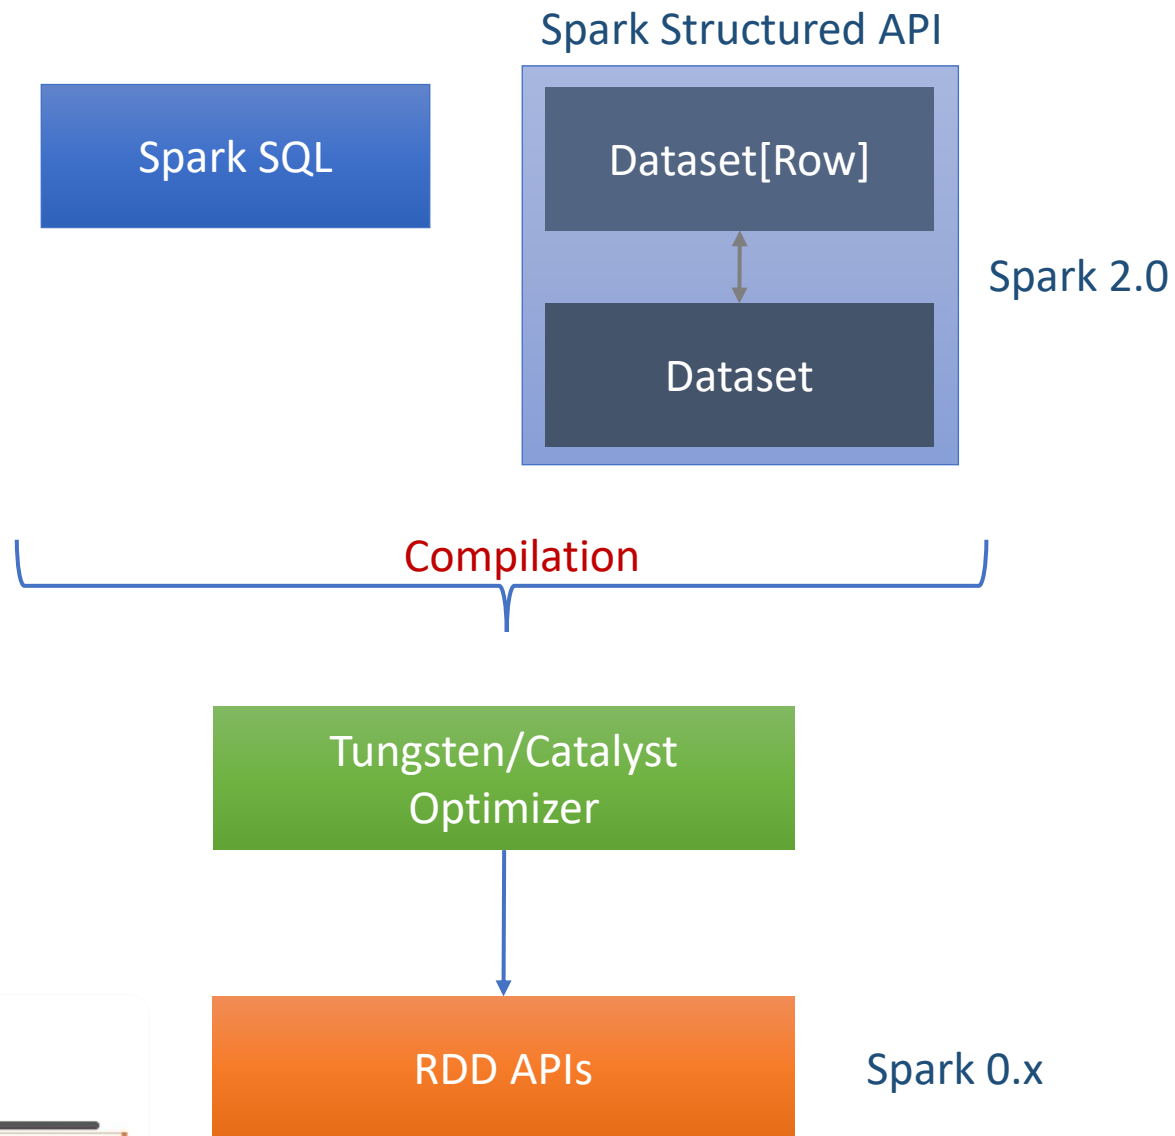 Spark Structured API
Spark SQL
Dataset[Row]
Spark 2.0
Dataset
Compilation
Tungsten/Catalyst
Optimizer
RDD APIs
Spark 0.x